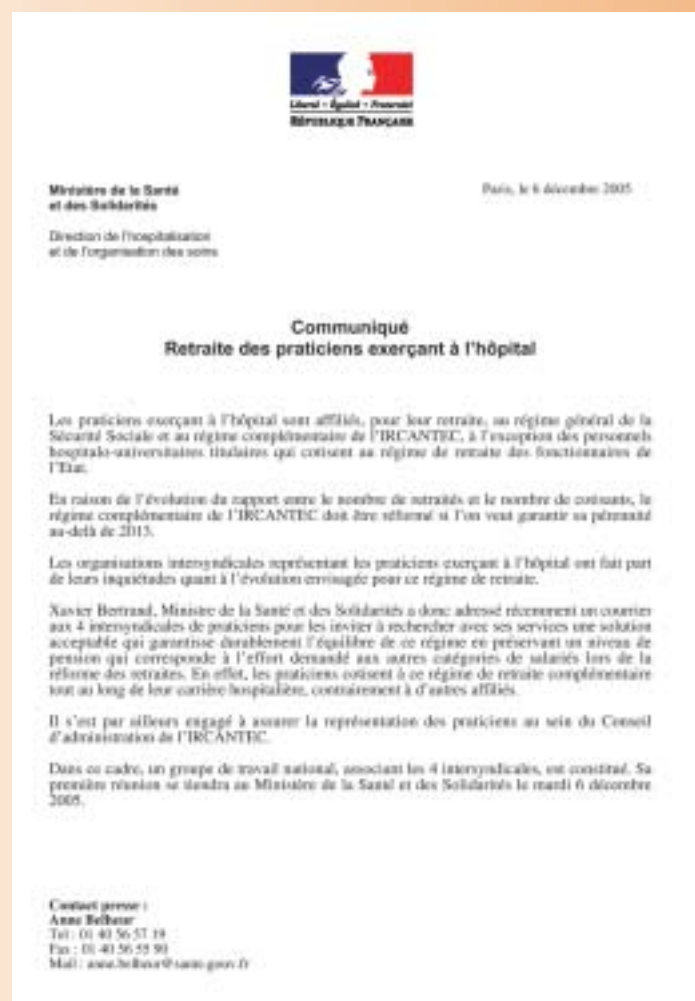 Liberté • Égalité • Fraternité
RÉPUBLIQUE FRANÇAISE
Ministère de la Santé
et des Solidarités
Paris, le 6 décembre 2005
Direction de l'hospitalisation
et de l'organisation des soins
Communiqué
Retraite des praticiens exerçant à l'hôpital
Les praticiens exerçant à l'hôpital sont affiliés, pour leur retraite, au régime général de la
Sécurité Sociale et au régime complémentaire de l'IRCANTEC, à l'exception des personnels
hospitalo-universitaires titulaires qui cotisent au régime de retraite des fonctionnaires de
l'Etat.
En raison de l'évolution du rapport entre le nombre de retraités et le nombre de cotisants, le
régime complémentaire de l'IRCANTEC doit être réformé si l'on veut garantir sa pérennité
au-delà de 2015.
Les organisations intersyndicales représentant les praticiens exerçant à l'hôpital ont fait part
de leurs inquiétudes quant à l'évolution envisagée pour ce régime de retraite.
Xavier Bertrand, Ministre de la Santé et des Solidarités a donc adressé récemment un courrier
aux 4 intersyndicales de praticiens pour les inviter à rechercher avec ses services une solution
acceptable qui garantisse durablement l'équilibre de ce régime en préservant un niveau de
pension qui corresponde à l'effort demandé aux autres catégories de salariés lors de la
réforme des retraites. En effet, les praticiens cotisent à ce régime de retraite complémentaire
tout au long de leur carrière hospitalière, contrairement à d'autres affiliés.
Il s'est par ailleurs engagé à assurer la représentation des praticiens au sein du Conseil
d'administration de l'IRCANTEC.
Dans ce cadre, un groupe de travail national, associant les 4 intersyndicales, est constitué. Sa
première réunion se tiendra au Ministère de la Santé et des Solidarités le mardi 6 décembre
2005.
Contact presse :
Anne Belheur
Tel : 01 40 56 57 19
Fax : 01 40 56 55 90
Mail : anne.belheur@sante.gouv.fr